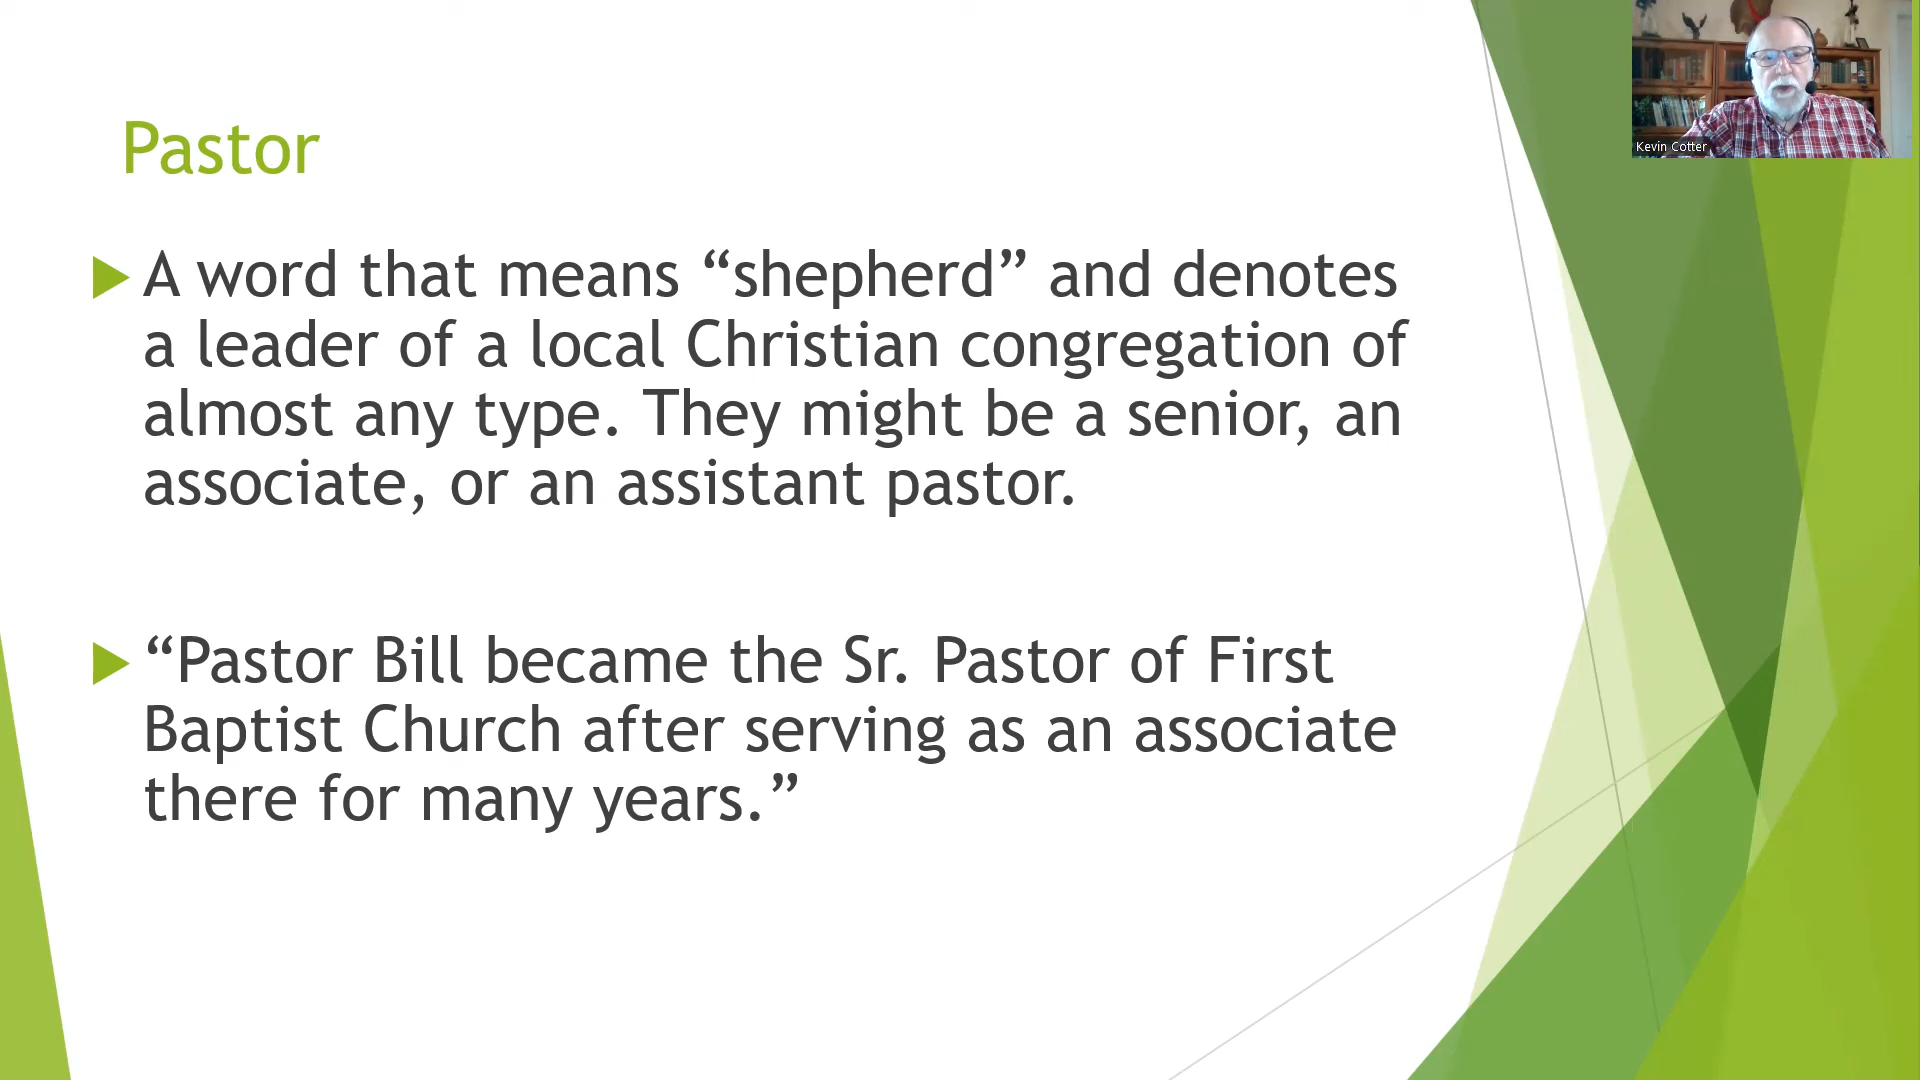 Pastor
A word that means “shepherd” and denotes
a leader of a local Christian congregation of
almost any type. They might be a senior, an
associate, or an assistant pastor.
“Pastor Bill became the Sr. Pastor of First
Baptist Church after serving as an associate
there for many years.”
Kevin Cotter